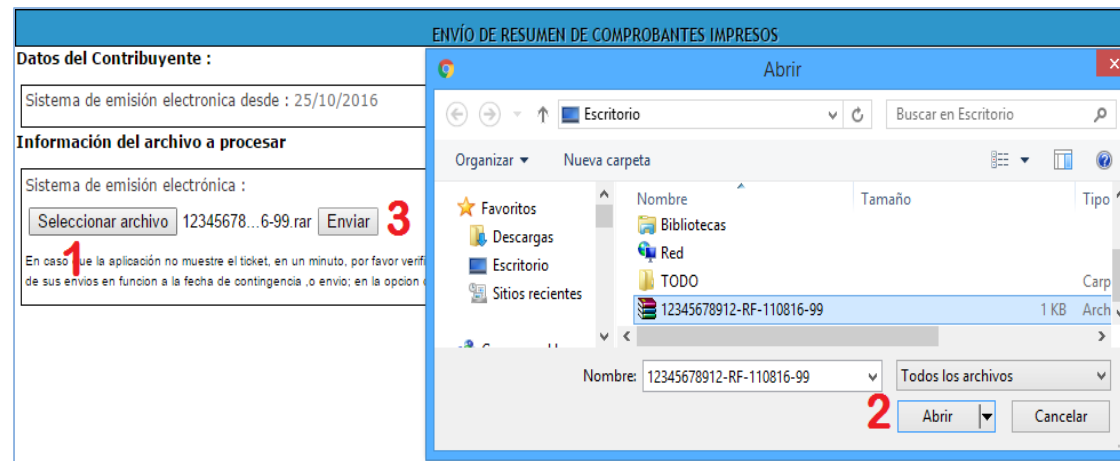 ENVÍO DE RESUMEN DE COMPROBANTES IMPRESOS
Datos del Contribuyente :
Sistema de emisión electronica desde : 25/10/2016
Información del archivo a procesar
Sistema de emisión electrónica :
Seleccionar archivo 12345678...6-99.rar Enviar 3
1
En caso que la aplicación no muestre el ticket, en un minuto, por favor
de sus envios en funcion a la fecha de contingencia ,o envio; en la opcion
Abrir
x
Escritorio
Buscar en Escritorio
Organizar
Nueva carpeta
Favoritos
Descargas
Escritorio
Sitios recientes
Nombre Tamaño Tipo
Bibliotecas
Red
TODO Carp
12345678912-RF-110816-99 1 KB Arch
Nombre: 12345678912-RF-110816-99 Todos los archivos
2 Abrir Cancelar